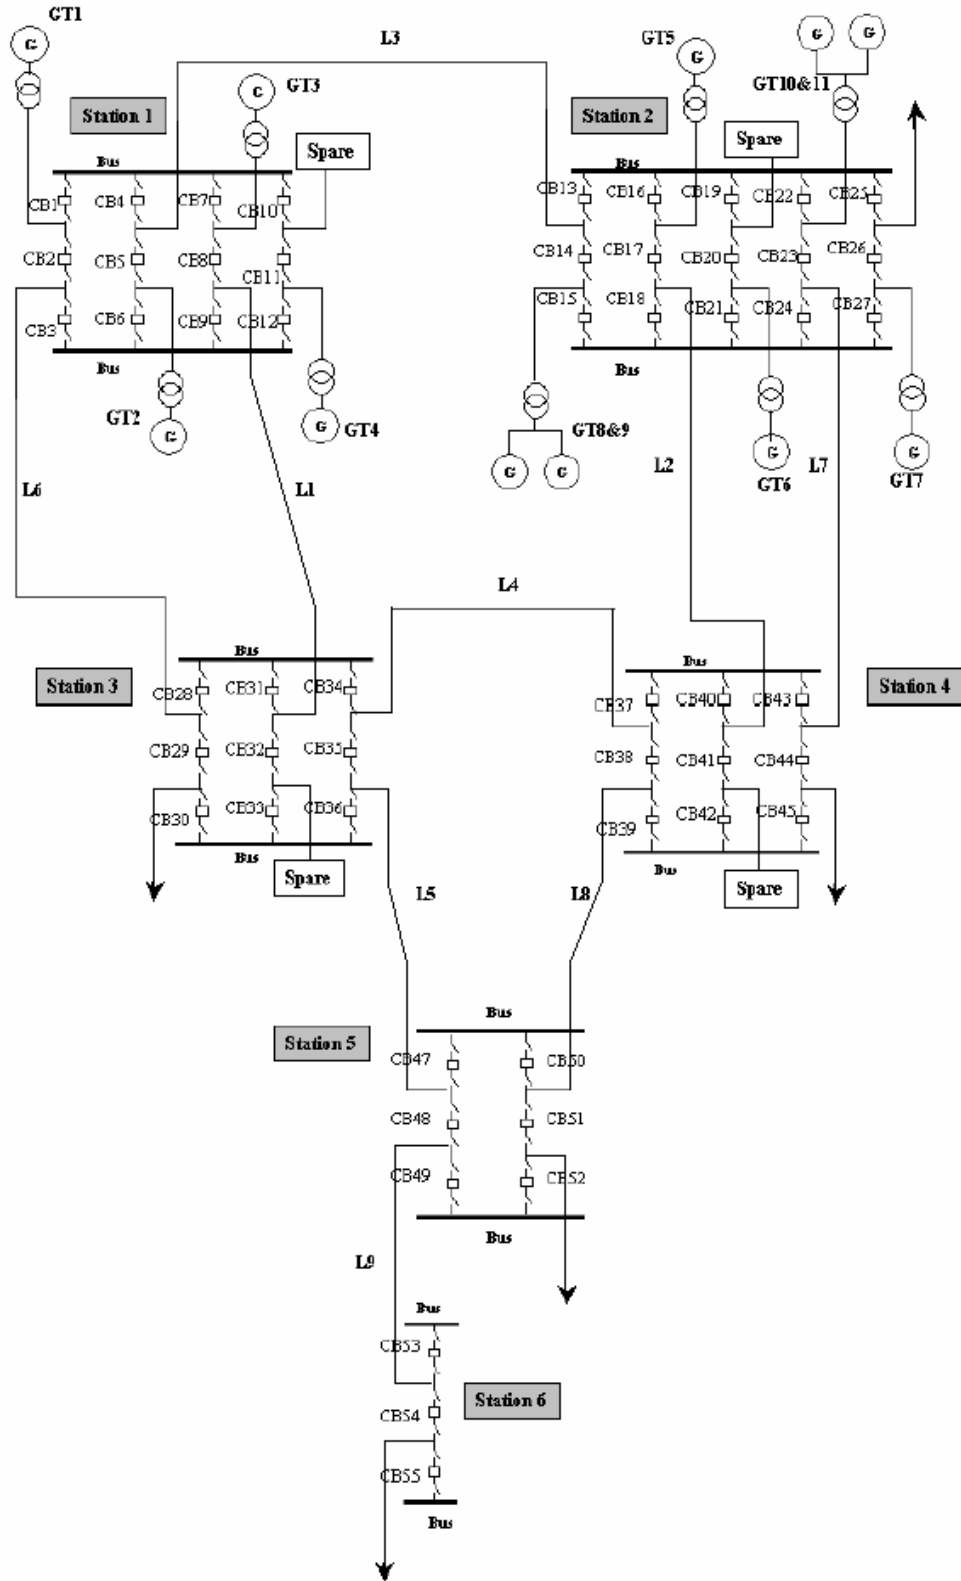 GT1
G
L3
GT5
G
G
G
GT10&11
GT3
G
Station 1
Station 2
Spare
Spare
Bus
Bus
CB1
CB4
CB7
CB10
CB13
CB16
CB19
CB22
CB25
CB2
CB5
CB8
CB11
CB14
CB17
CB20
CB23
CB26
CB3
CB6
CB9
CB12
CB15
CB18
CB21
CB24
CB27
Bus
Bus
GT2
G
G
GT4
GT8&9
G
G
L2
G
GT6
L7
G
GT7
L6
L1
L4
Bus
Bus
Station 3
Station 4
CB28
CB31
CB34
CB37
CB40
CB43
CB29
CB32
CB35
CB38
CB41
CB44
CB30
CB33
CB36
CB39
CB42
CB45
Bus
Bus
Spare
Spare
L5
L8
Bus
Station 5
CB47
CB50
CB48
CB51
CB49
CB52
Bus
L9
Bus
CB53
Station 6
CB54
CB55
Bus